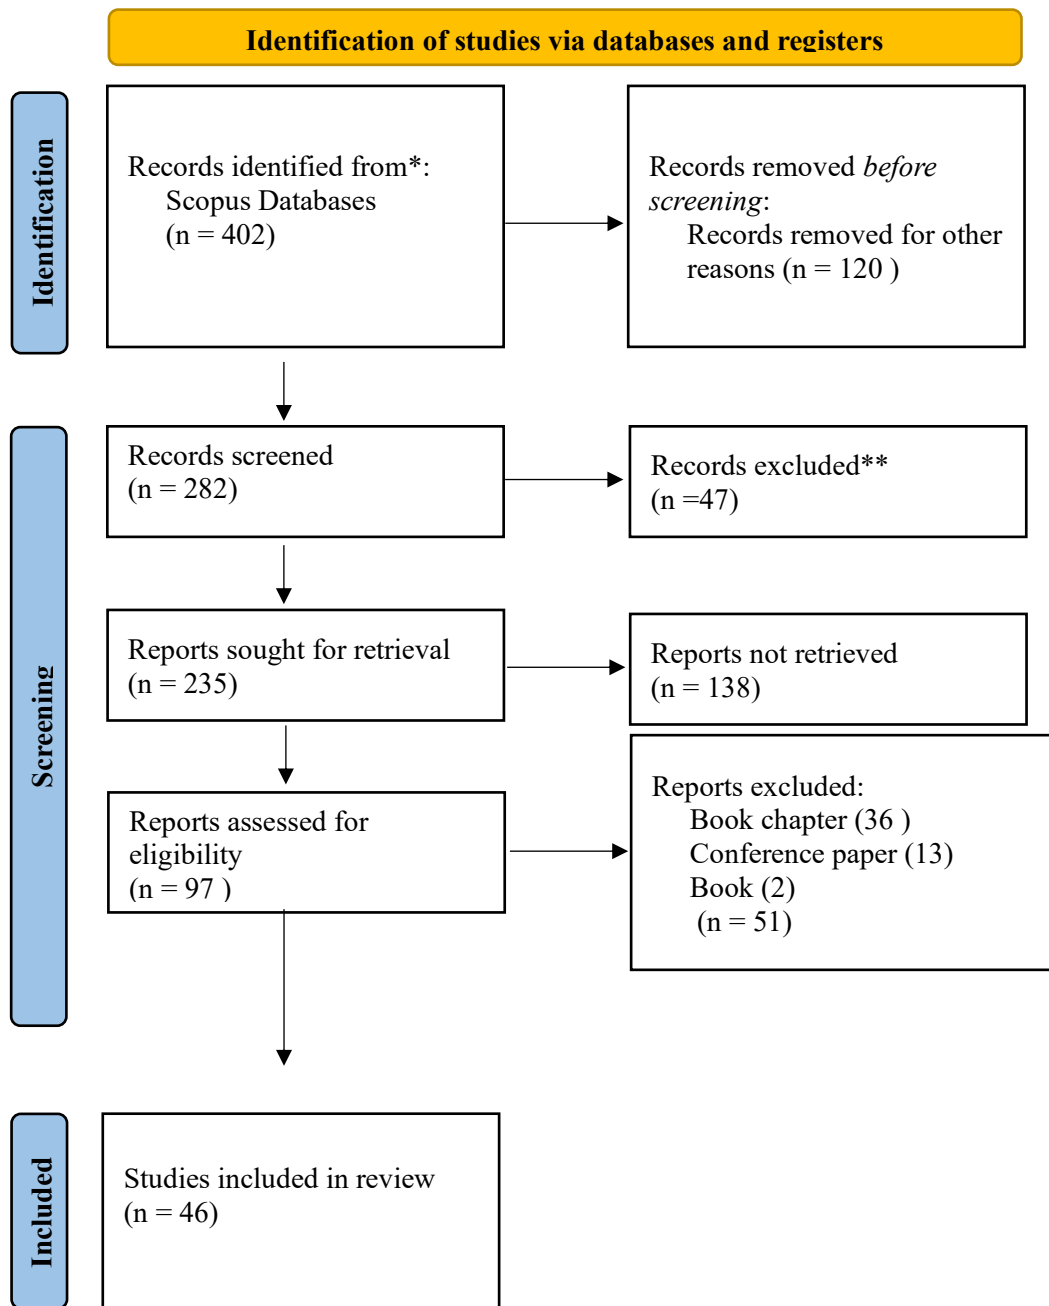 Identification of studies via databases and registers
Identification
Records identified from*:
Scopus Databases
(n = 402)
Records removed before
screening:
Records removed for other
reasons (n = 120 )
Screening
Records screened
(n = 282)
Records excluded**
(n =47)
Reports sought for retrieval
(n = 235)
Reports not retrieved
(n = 138)
Reports assessed for
eligibility
(n = 97 )
Reports excluded:
Book chapter (36 )
Conference paper (13)
Book (2)
(n = 51)
Included
Studies included in review
(n = 46)